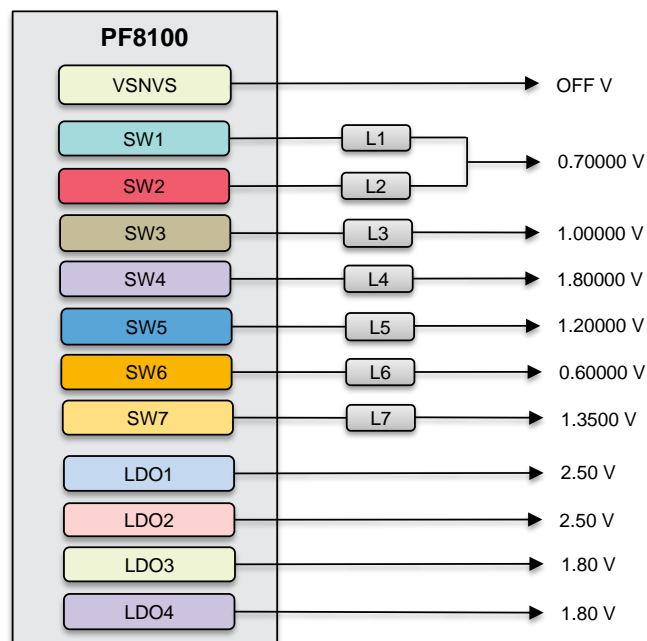 PF8100
VSNVS OFF V
SW1 L1
0.70000 V
SW2 L2
SW3 L3 1.00000 V
SW4 L4 1.80000 V
SW5 L5 1.20000 V
SW6 L6 0.60000 V
SW7 L7 1.3500 V
LDO1 2.50 V
LDO2 2.50 V
LDO3 1.80 V
LDO4 1.80 V